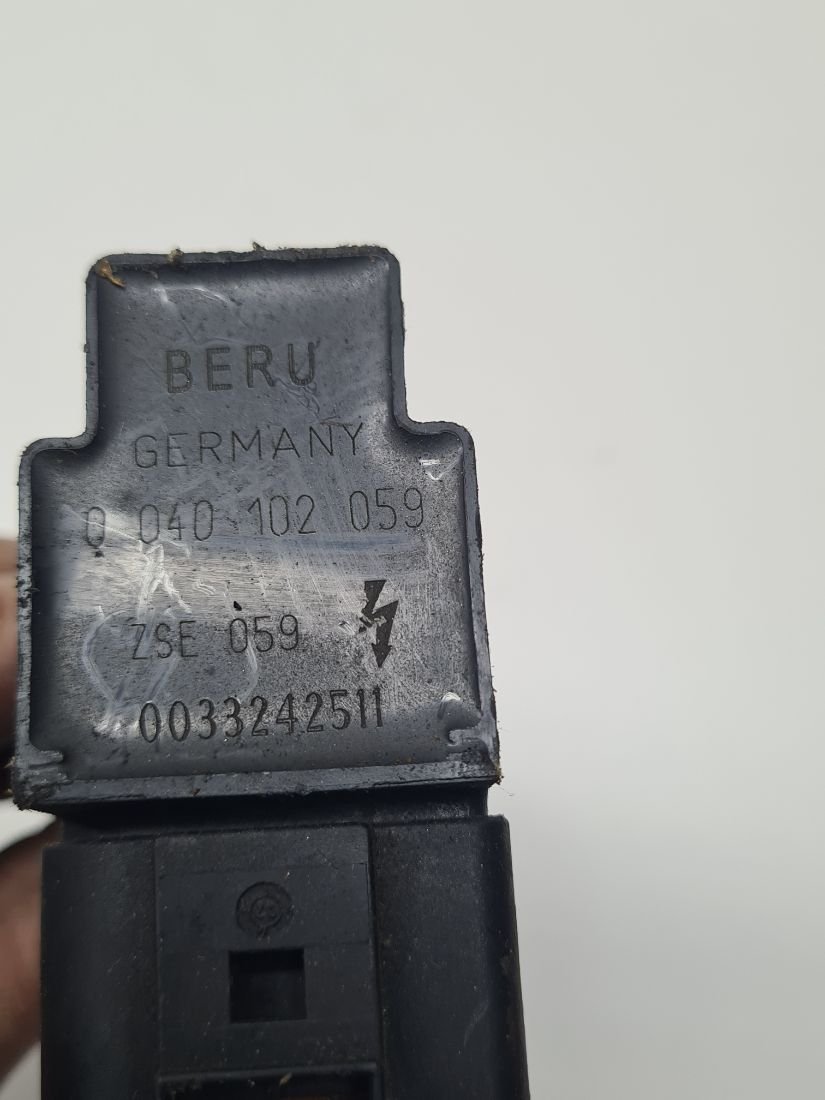 BERU
GERMANY
0 040 102 059
ZSE 059
0033242511